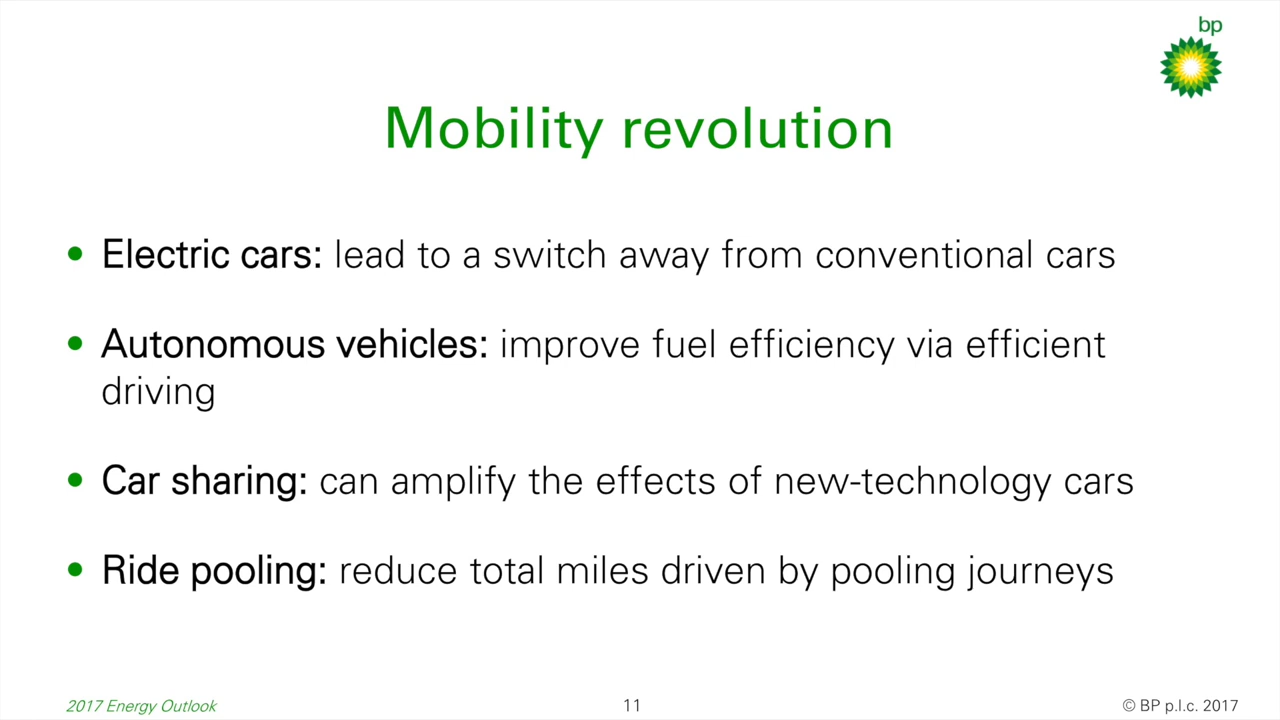 bp
Mobility revolution
• Electric cars: lead to a switch away from conventional cars
• Autonomous vehicles: improve fuel efficiency via efficient
driving
• Car sharing: can amplify the effects of new-technology cars
• Ride pooling: reduce total miles driven by pooling journeys
2017 Energy Outlook
11
© BP p.l.c. 2017